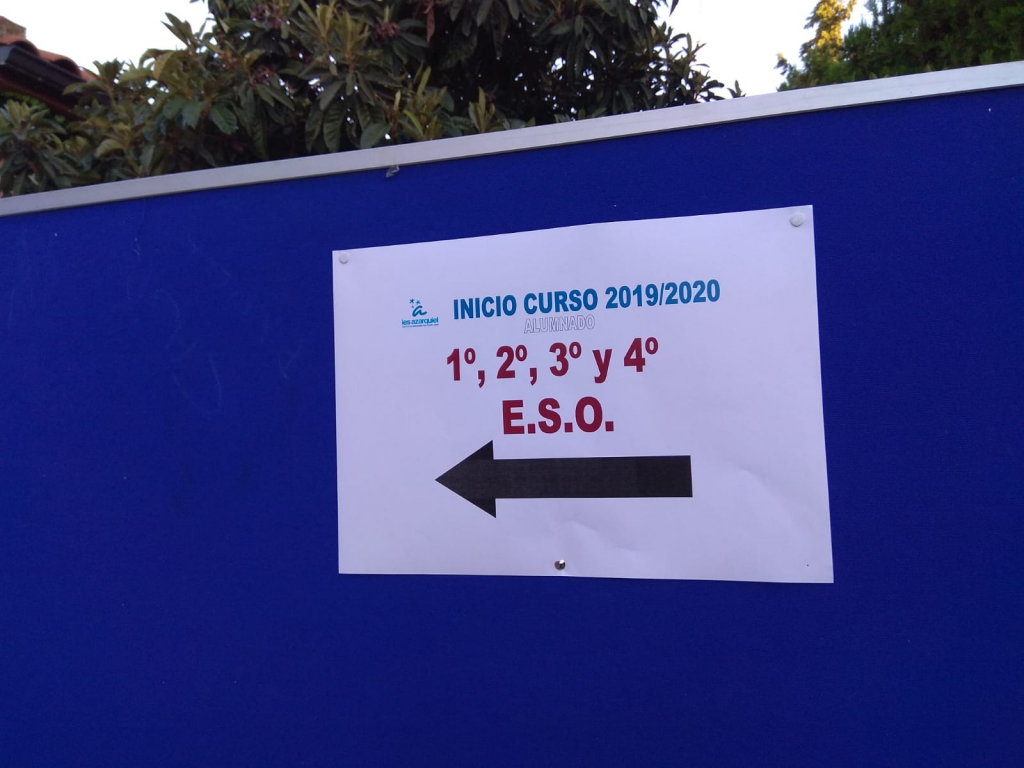 ies·azarquiel
INICIO CURSO 2019/2020
ALUMNADO
1º, 2º, 3º y 4º
E.S.O.